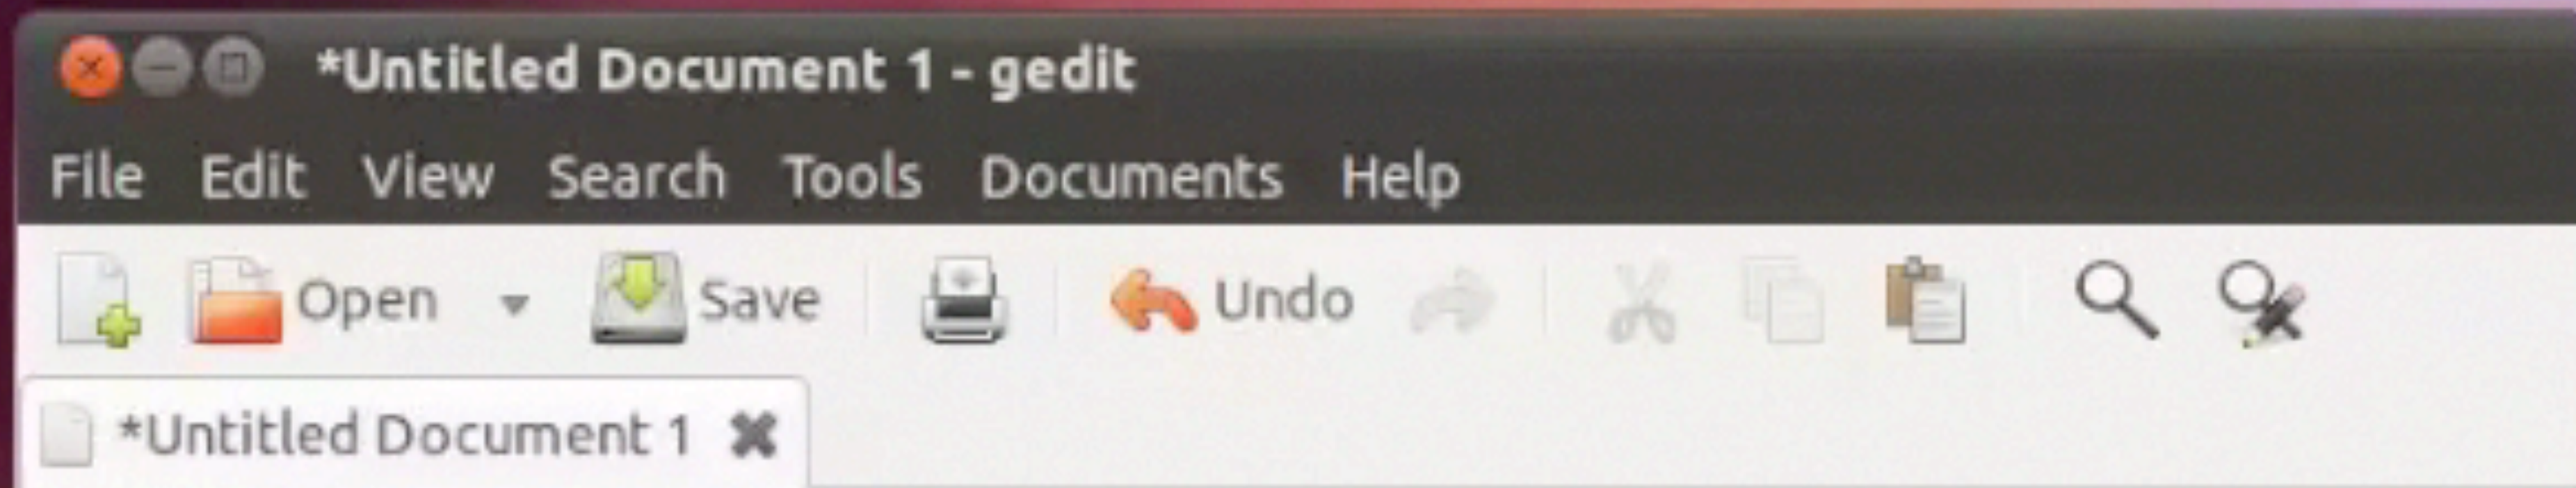 *Untitled Document 1 - gedit
File Edit View Search Tools Documents Help
Open Save Undo
*Untitled Document 1